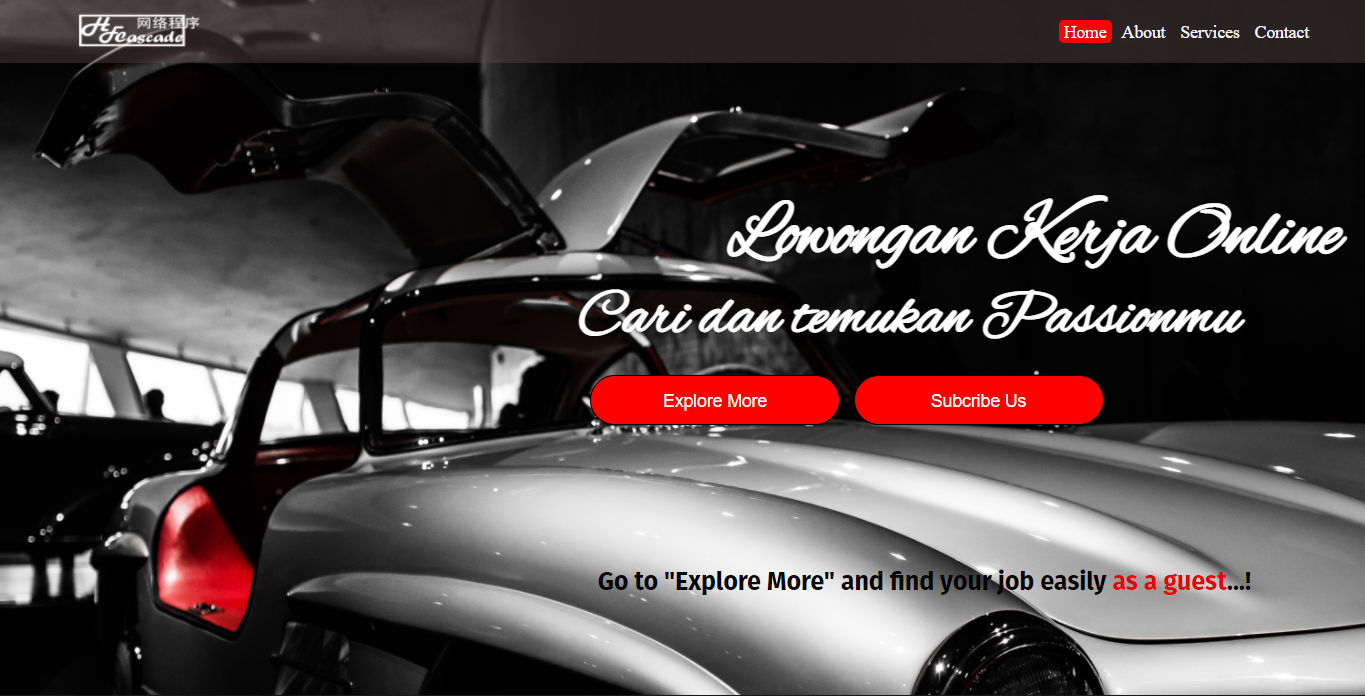 网络程序
HFCascade
Home About Services Contact
Lowongan Kerja Online
Cari dan temukan Passionmu
Explore More Subcribe Us
Go to "Explore More" and find your job easily as a guest...!